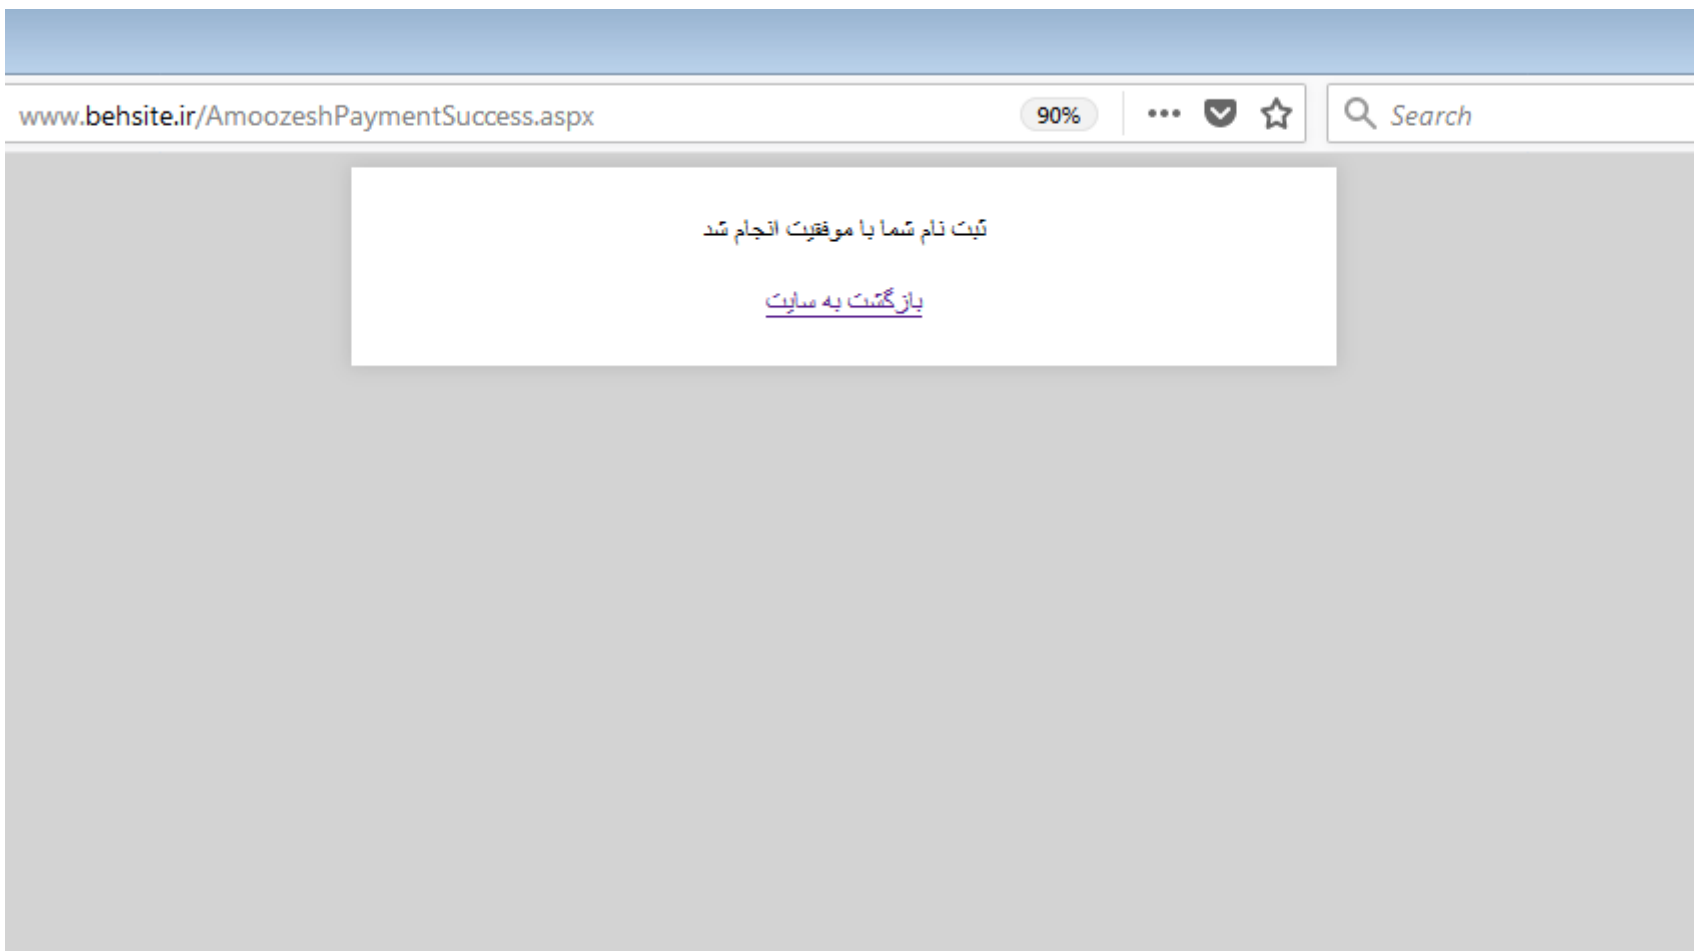 www.behsite.ir/AmoozeshPaymentSuccess.aspx 90% Search
ثبت نام شما با موفقیت انجام شد
بازگشت به سایت